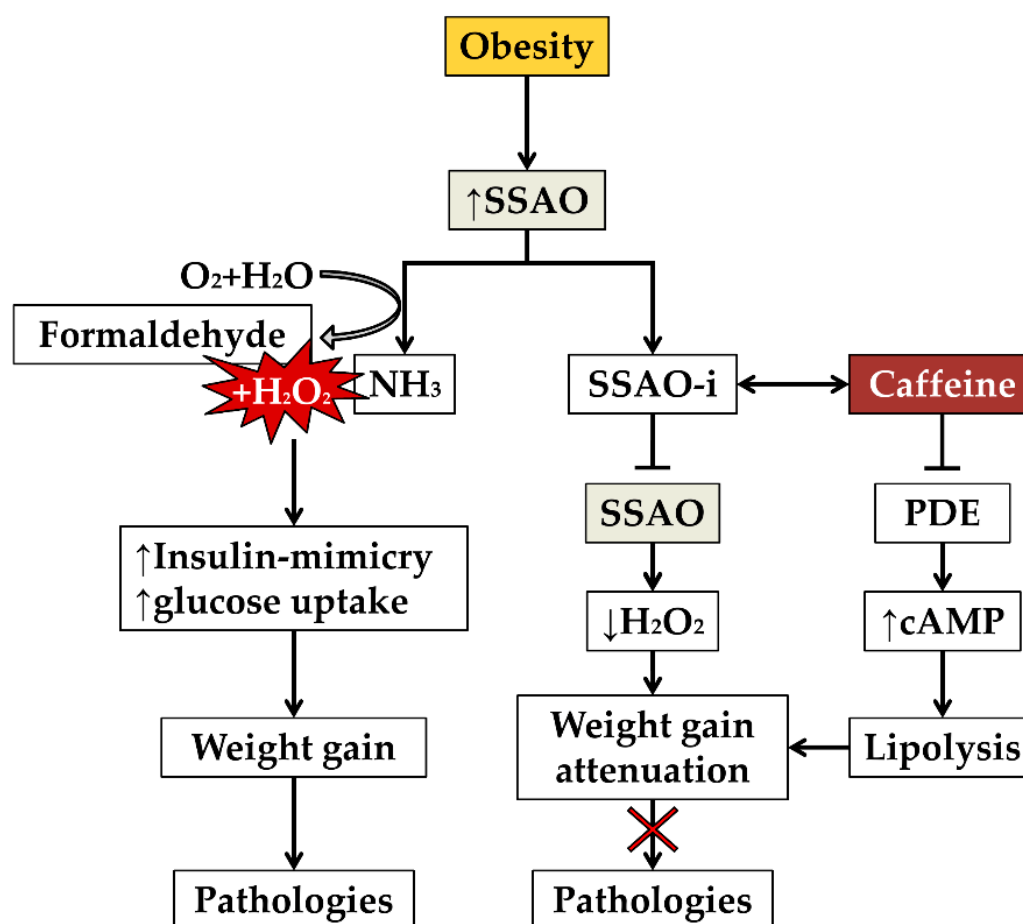 Obesity
↑SSAO
O₂+H₂O
Formaldehyde
+H₂O₂
NH₃
SSAO-i
Caffeine
SSAO
PDE
↑Insulin-mimicry
↑glucose uptake
↓H₂O₂
↑cAMP
Weight gain
Weight gain
attenuation
Lipolysis
Pathologies
Pathologies